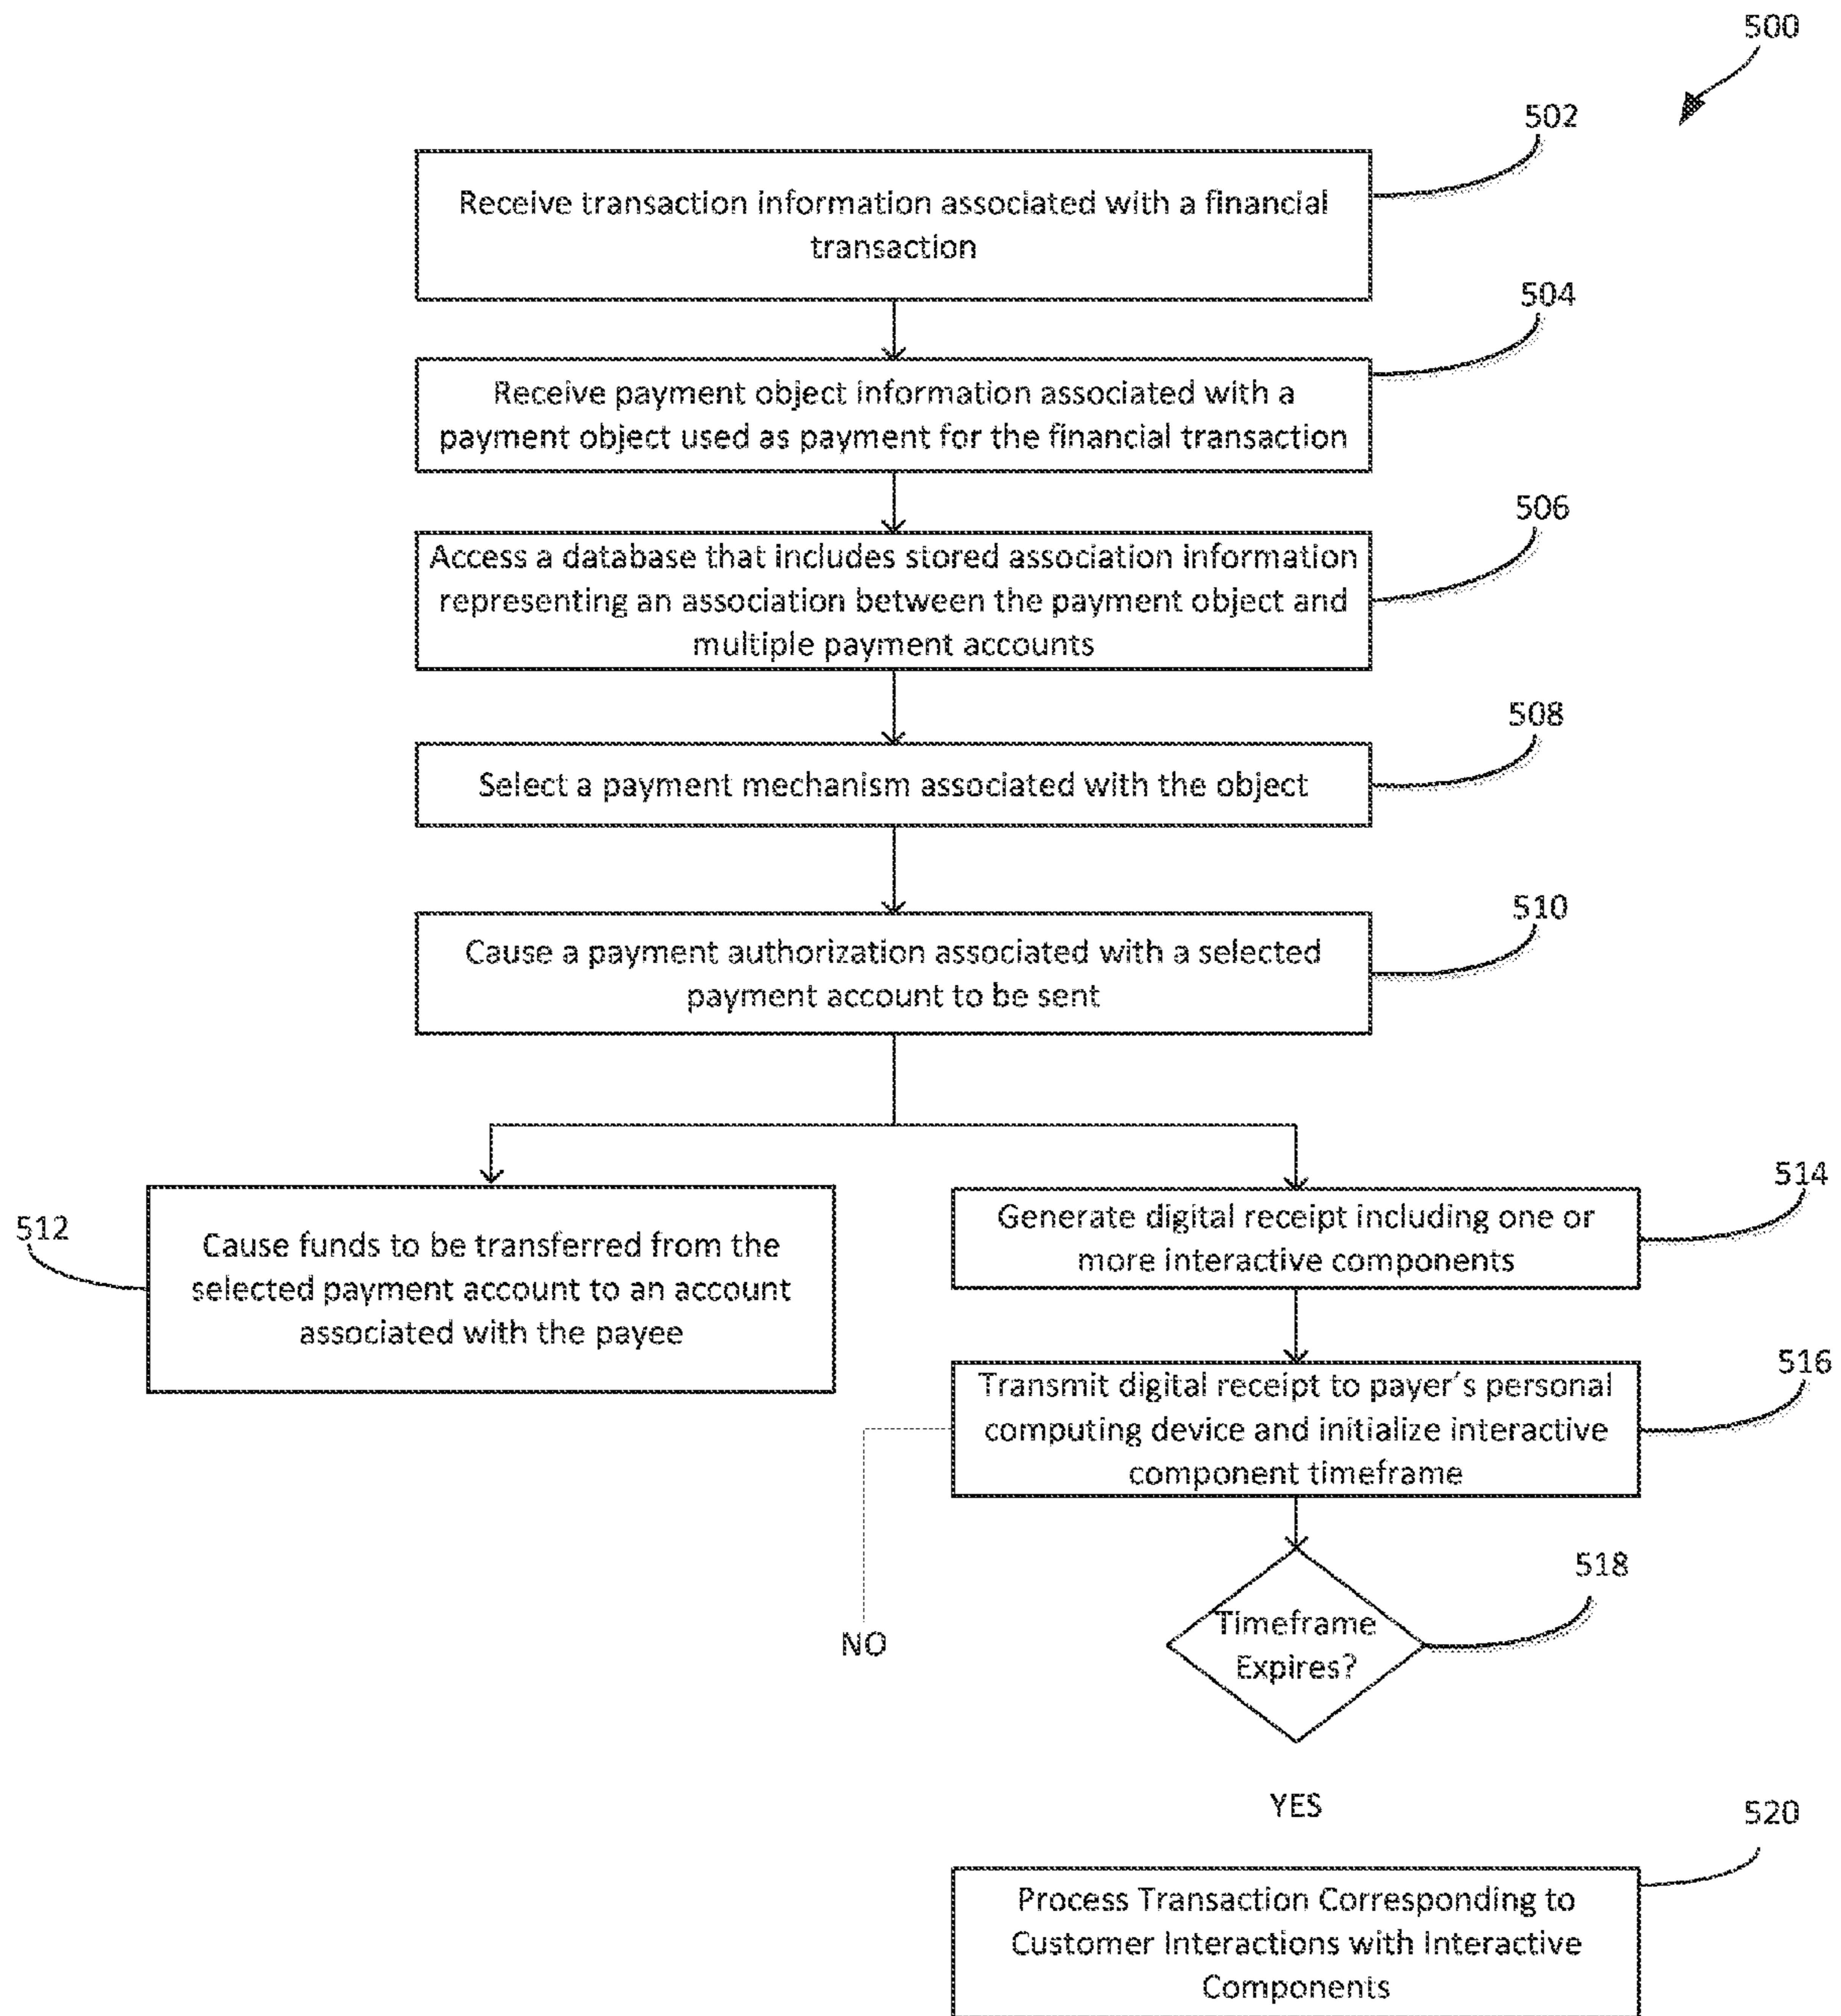 500
502
Receive transaction information associated with a financial
transaction
504
Receive payment object information associated with a
payment object used as payment for the financial transaction
506
Access a database that includes stored association information
representing an association between the payment object and
multiple payment accounts
508
Select a payment mechanism associated with the object
510
Cause a payment authorization associated with a selected
payment account to be sent
512
Cause funds to be transferred from the
selected payment account to an account
associated with the payee
514
Generate digital receipt including one or
more interactive components
516
Transmit digital receipt to payer's personal
computing device and initialize interactive
component timeframe
518
Timeframe
Expires?
NO
YES
520
Process Transaction Corresponding to
Customer Interactions with Interactive
Components